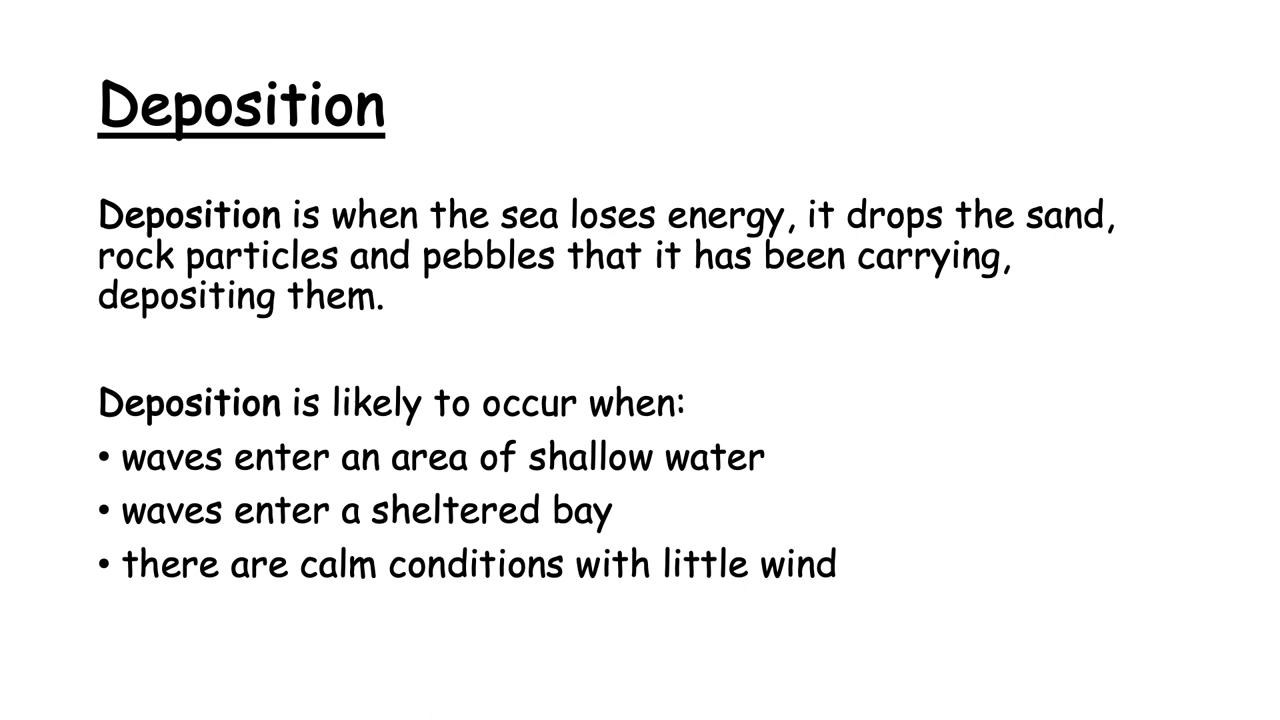 Deposition
Deposition is when the sea loses energy, it drops the sand,
rock particles and pebbles that it has been carrying,
depositing them.
Deposition is likely to occur when:
• waves enter an area of shallow water
• waves enter a sheltered bay
• there are calm conditions with little wind